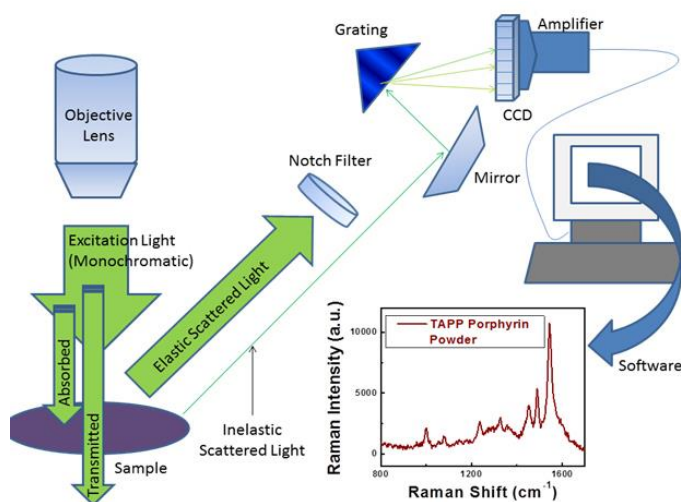 Grating
Amplifier
CCD
Objective
Lens
Notch Filter
Mirror
Excitation Light
(Monochromatic)
Elastic Scattered Light
Absorbed
Transmitted
Sample
Inelastic
Scattered Light
Software
TAPP Porphyrin
Powder
Raman Intensity (a.u.)
10000
5000
0
800
1200
1600
Raman Shift (cm⁻¹)